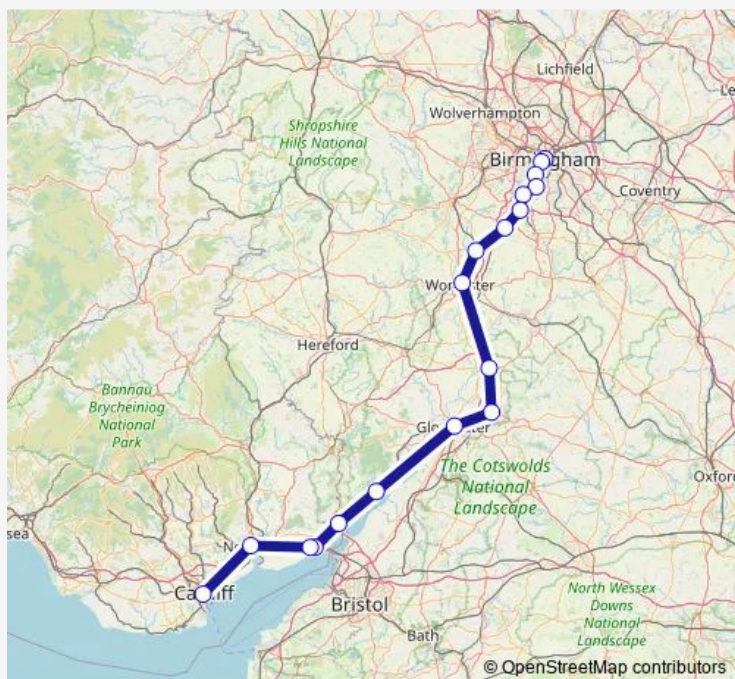 Lichfield
Wolverhampton
Shropshire
Hills National
Landscape
Birmingham
Coventry
Hereford
Bannau
Brycheiniog
National
Park
The Cotswolds
National
Landscape
Oxford
sea
Cardiff
Bristol
North Wessex
Downs
National
Landscape
Bath
© OpenStreetMap contributors